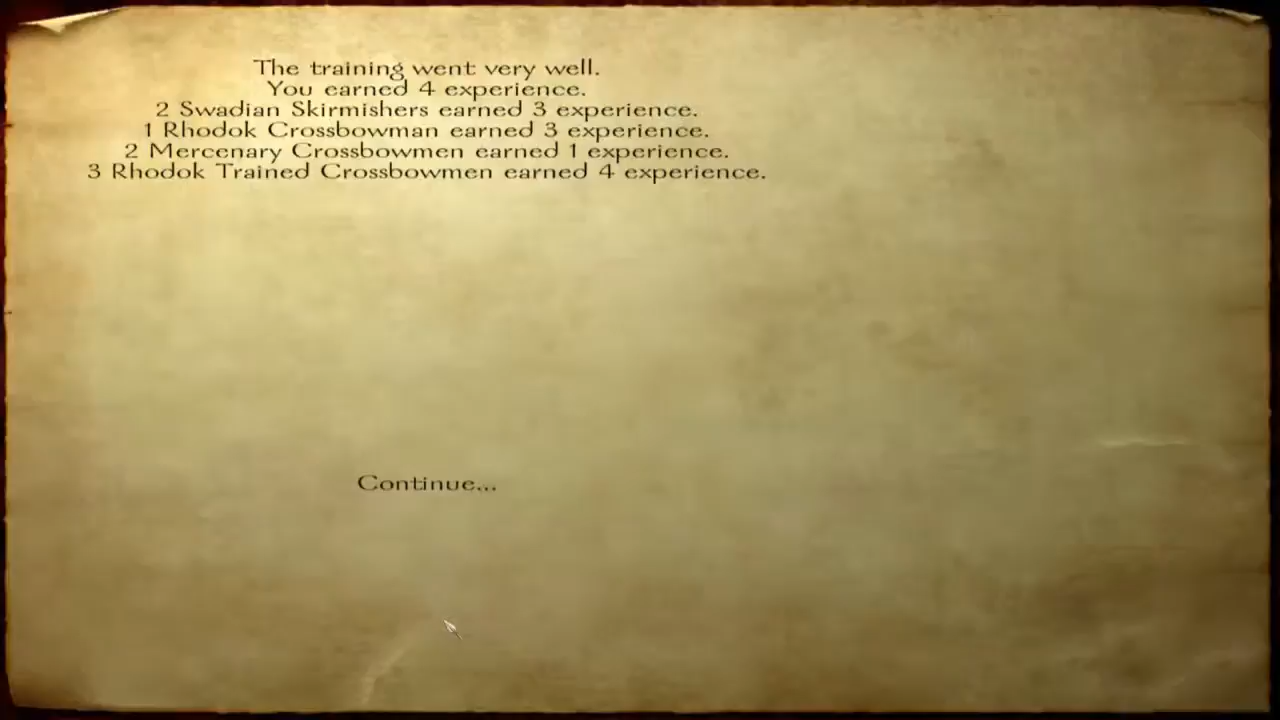 The training went very well.
You earned 4 experience.
2 Swadian Skirmishers earned 3 experience.
1 Rhodok Crossbowman earned 3 experience.
2 Mercenary Crossbowmen earned 1 experience.
3 Rhodok Trained Crossbowmen earned 4 experience.
Continue...